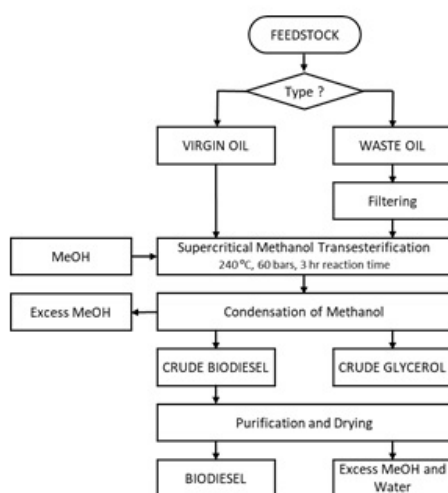 FEEDSTOCK
Type ?
VIRGIN OIL
WASTE OIL
Filtering
MeOH
Supercritical Methanol Transesterification
240 °C, 60 bars, 3 hr reaction time
Excess MeOH
Condensation of Methanol
CRUDE BIODIESEL
CRUDE GLYCEROL
Purification and Drying
BIODIESEL
Excess MeOH and
Water